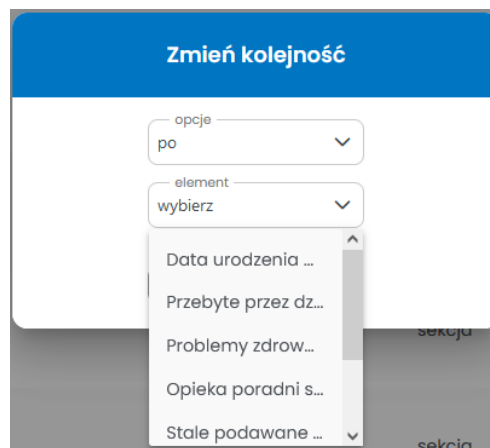 Zmień kolejność
opcje
po
element
wybierz
Data urodzenia ...
Przebyte przez dz...
Problemy zdrow...
Opieka poradni s...
Stale podawane ...
sekcja
sekcja